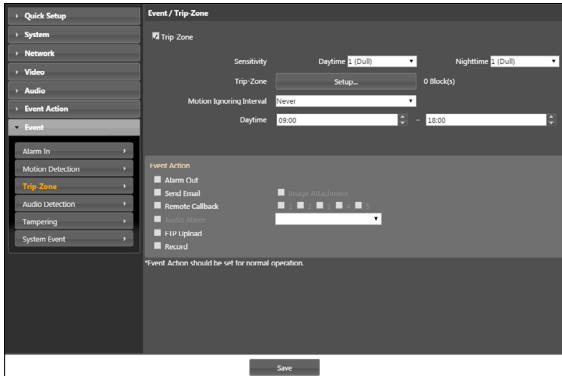 Quick Setup
System
Network
Video
Audio
Event Action
Event
Alarm In
Motion Detection
Trip-Zone
Audio Detection
Tampering
System Event
Event / Trip-Zone
Trip Zone
Sensitivity Daytime 1 (Dull) Nighttime 1 (Dull)
Trip-Zone Setup... 0 Block(s)
Motion Ignoring Interval Never
Daytime 09:00 – 18:00
Event Action
Alarm Out
Send Email Image Attachment
Remote Callback 1 2 3 4 5
Audio Alarm
FTP Upload
Record
*Event Action should be set for normal operation.
Save